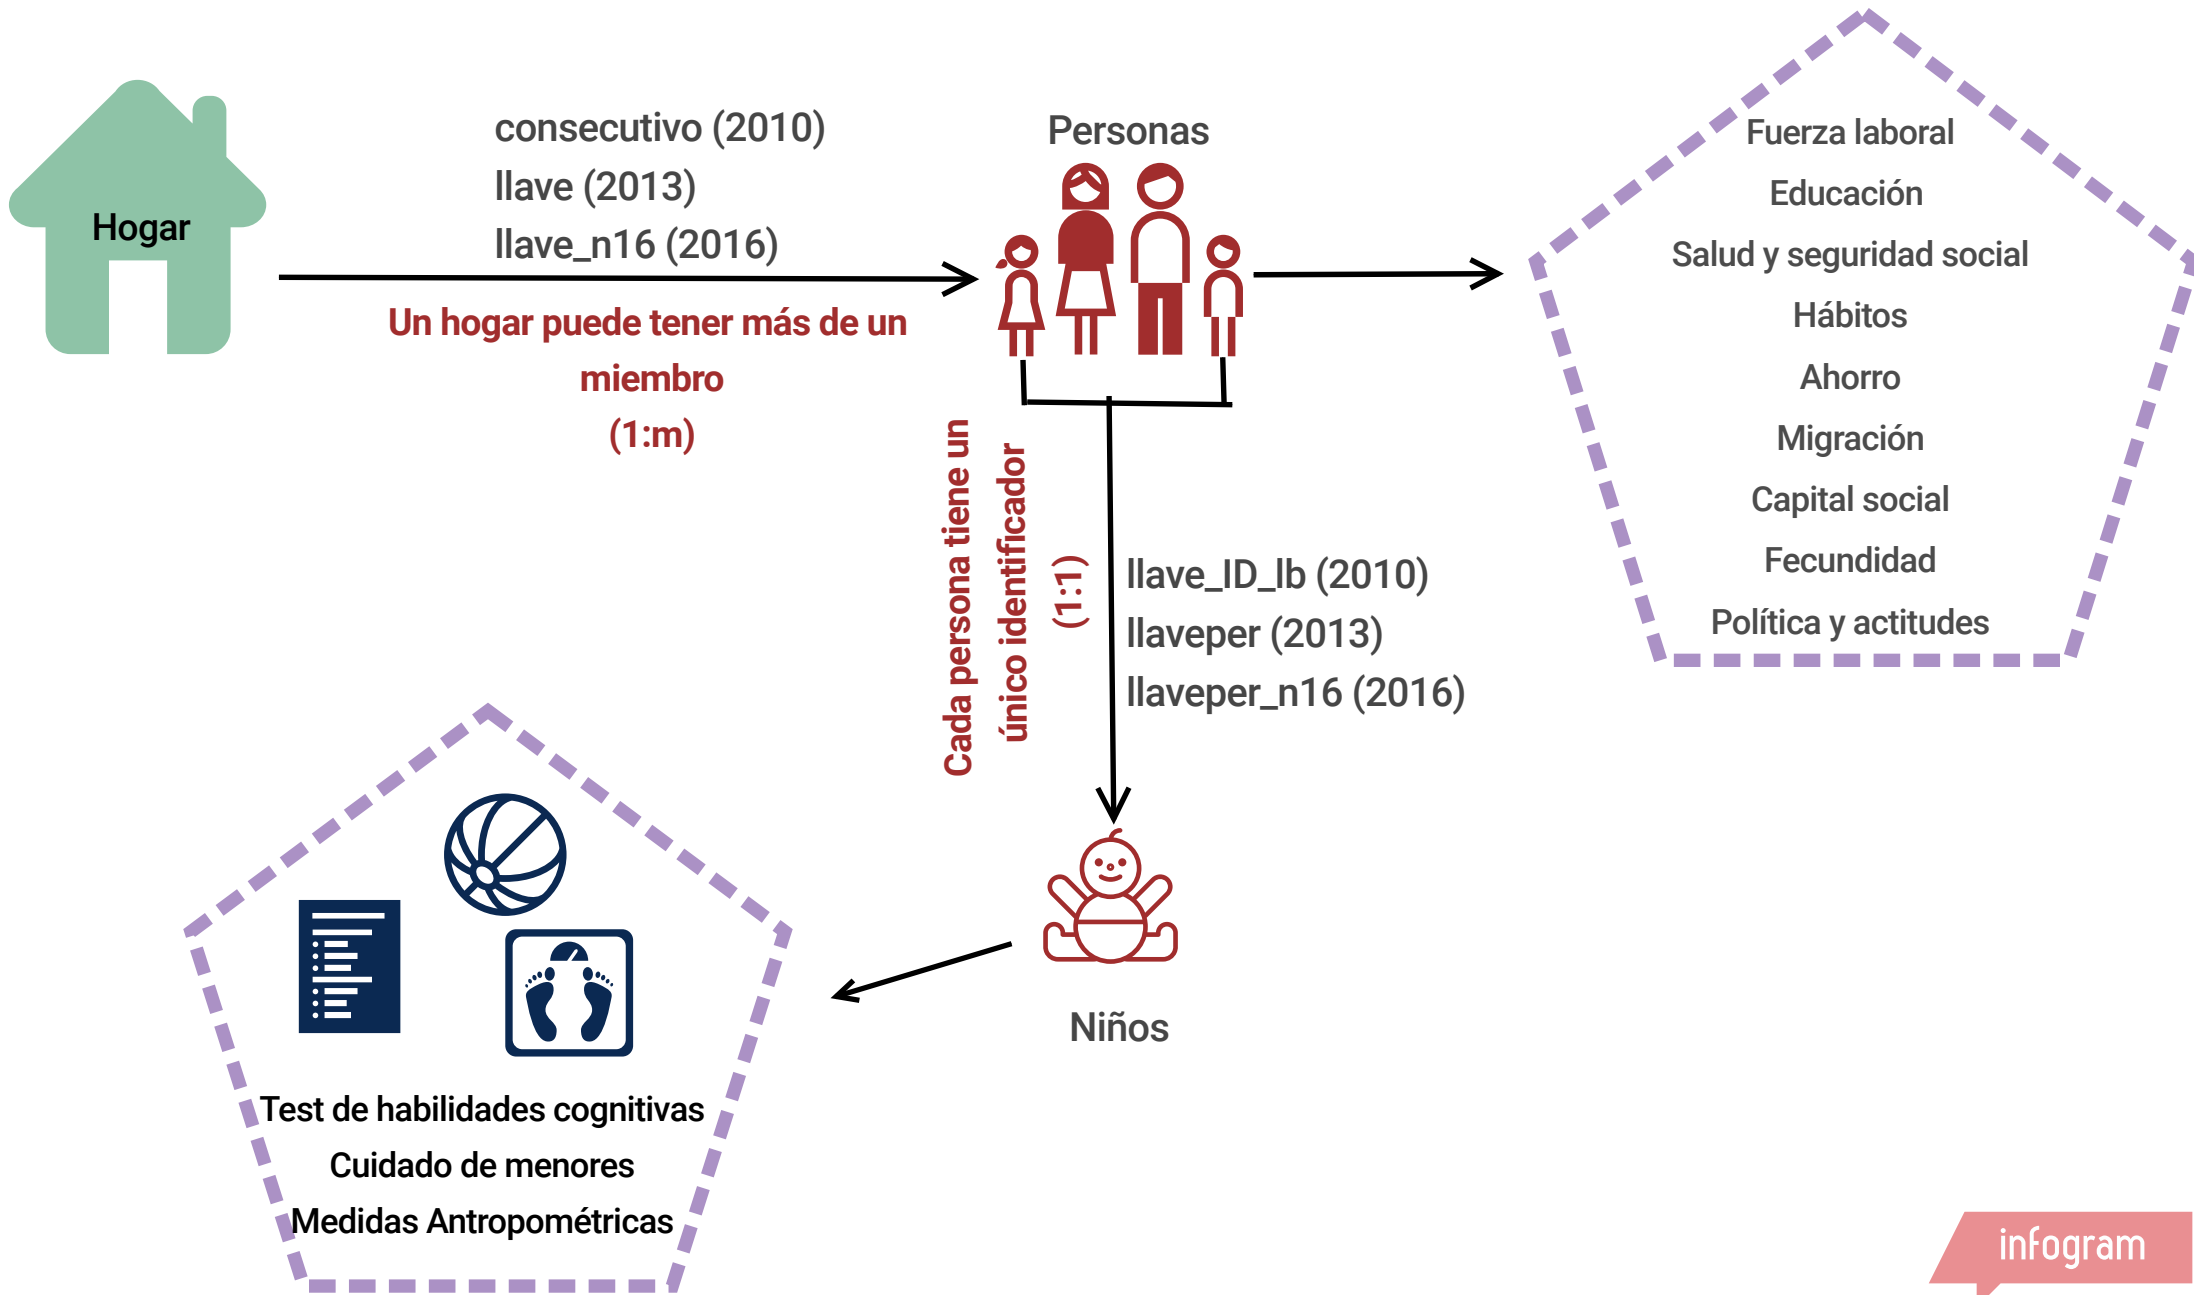 Hogar
consecutivo (2010)
llave (2013)
llave_n16 (2016)
Un hogar puede tener más de un
miembro
(1:m)
Personas
Fuerza laboral
Educación
Salud y seguridad social
Hábitos
Ahorro
Migración
Capital social
Fecundidad
Política y actitudes
Cada persona tiene un
único identificador
(1:1)
llave_ID_lb (2010)
llaveper (2013)
llaveper_n16 (2016)
Niños
Test de habilidades cognitivas
Cuidado de menores
Medidas Antropométricas
infogram